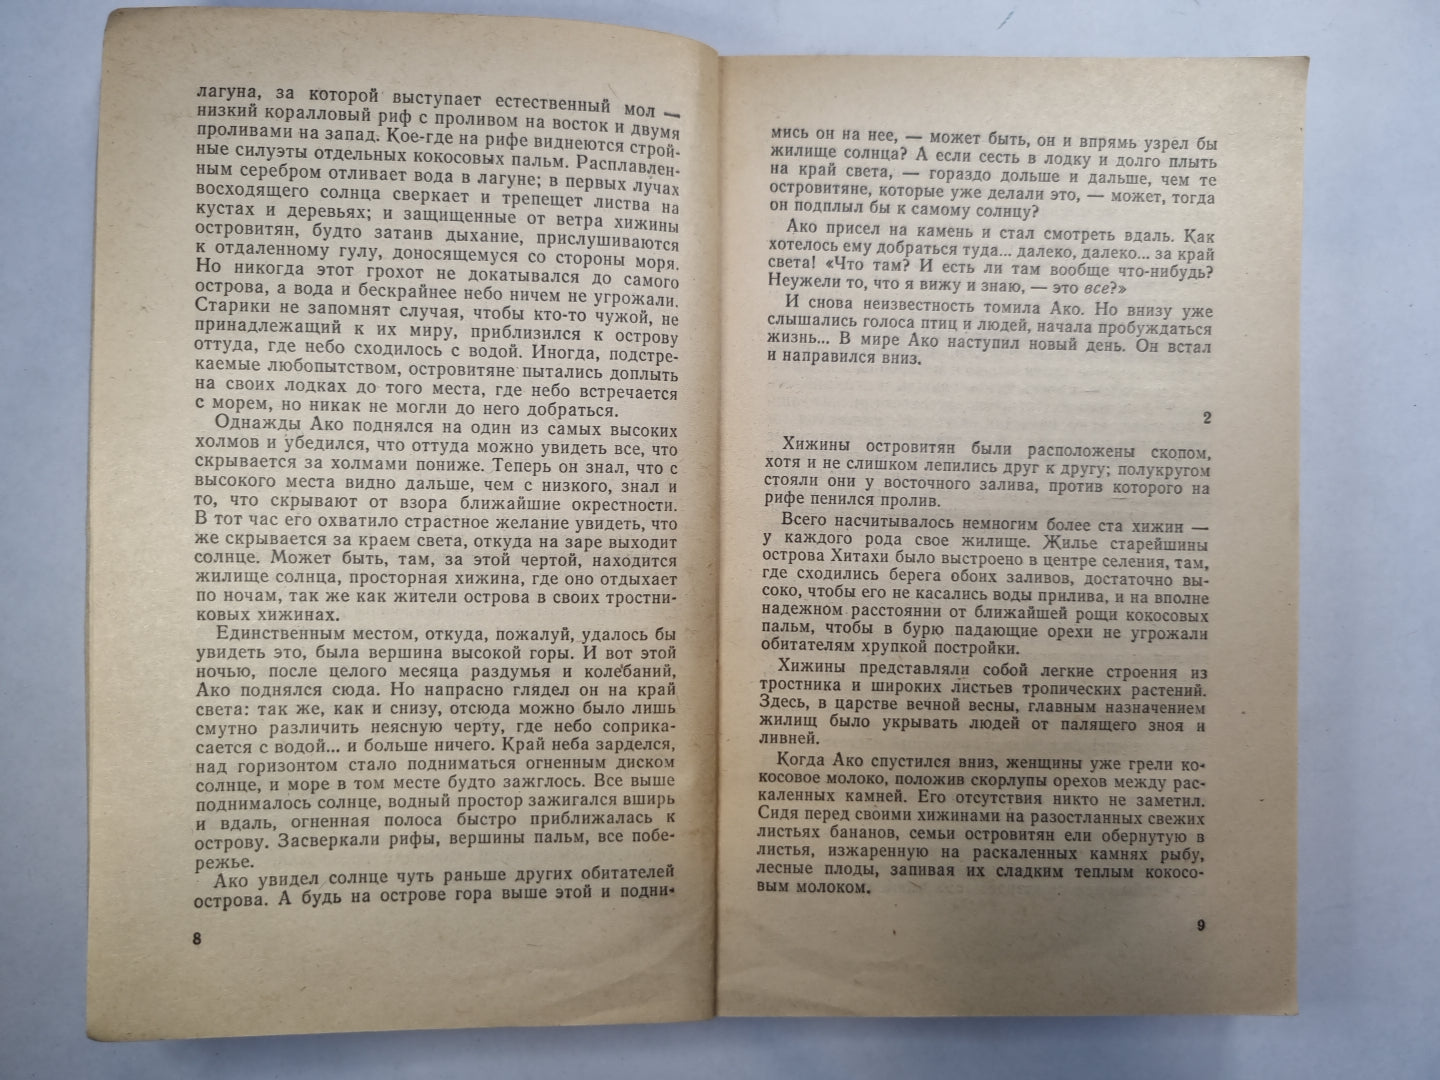 лагуна, за которой выступает естественный мол —
низкий коралловый риф с проливом на восток и двумя
проливами на запад. Кое-где на рифе виднеются строй-
ные силуэты отдельных кокосовых пальм. Расплавлен-
ным серебром отливает вода в лагуне; в первых лучах
восходящего солнца сверкает и трепещет листва на
кустах и деревьях; и защищенные от ветра хижины
островитян, будто затаив дыхание, прислушиваются
к отдаленному гулу, доносящемуся со стороны моря.
Но никогда этот грохот не докатывался до самого
острова, а вода и бескрайнее небо ничем не угрожали.
Старики не запомнят случая, чтобы кто-то чужой, не
принадлежащий к их миру, приблизился к острову
оттуда, где небо сходилось с водой. Иногда, подстре-
каемые любопытством, островитяне пытались доплыть
на своих лодках до того места, где небо встречается
с морем, но никак не могли до него добраться.
Однажды Ако поднялся на один из самых высоких
холмов и убедился, что оттуда можно увидеть все, что
скрывается за холмами пониже. Теперь он знал, что с
высокого места видно дальше, чем с низкого, знал и
то, что скрывают от взора ближайшие окрестности.
В тот час его охватило страстное желание увидеть, что
же скрывается за краем света, откуда на заре выходит
солнце. Может быть, там, за этой чертой, находится
жилище солнца, просторная хижина, где оно отдыхает
по ночам, так же как жители острова в своих тростни-
ковых хижинах.
Единственным местом, откуда, пожалуй, удалось бы
увидеть это, была вершина высокой горы. И вот этой
ночью, после целого месяца раздумья и колебаний,
Ако поднялся сюда. Но напрасно глядел он на край
света: так же, как и снизу, отсюда можно было лишь
смутно различить неясную черту, где небо соприка-
сается с водой... и больше ничего. Край неба зарделся,
над горизонтом стало подниматься огненным диском
солнце, и море в том месте будто зажглось. Все выше
поднималось солнце, водный простор зажигался вширь
и вдаль, огненная полоса быстро приближалась к
острову. Засверкали рифы, вершины пальм, все побе-
режье.
Ако увидел солнце чуть раньше других обитателей
острова. А будь на острове гора выше этой и подни-
8
мись он на нее, — может быть, он и впрямь узрел бы
жилище солнца? А если сесть в лодку и долго плыть
на край света, — гораздо дольше и дальше, чем те
островитяне, которые уже делали это, — может, тогда
он подплыл бы к самому солнцу?
Ако присел на камень и стал смотреть вдаль. Как
хотелось ему добраться туда... далеко, далеко... за край
света! «Что там? И есть ли там вообще что-нибудь?
Неужели то, что я вижу и знаю, — это все?»
И снова неизвестность томила Ако. Но внизу уже
слышались голоса птиц и людей, начала пробуждаться
жизнь... В мире Ако наступил новый день. Он встал
и направился вниз.
2
Хижины островитян были расположены скопом,
хотя и не слишком лепились друг к другу; полукругом
стояли они у восточного залива, против которого на
рифе пенился пролив.
Всего насчитывалось немногим более ста хижин —
у каждого рода свое жилище. Жилье старейшины
острова Хитахи было выстроено в центре селения, там,
где сходились берега обоих заливов, достаточно вы-
соко, чтобы его не касались воды прилива, и на вполне
надежном расстоянии от ближайшей рощи кокосовых
пальм, чтобы в бурю падающие орехи не угрожали
обитателям хрупкой постройки.
Хижины представляли собой легкие строения из
тростника и широких листьев тропических растений.
Здесь, в царстве вечной весны, главным назначением
жилищ было укрывать людей от палящего зноя и
ливней.
Когда Ако спустился вниз, женщины уже грели ко-
косовое молоко, положив скорлупы орехов между рас-
каленных камней. Его отсутствия никто не заметил.
Сидя перед своими хижинами на разостланных свежих
листьях бананов, семьи островитян ели обернутую в
листья, изжаренную на раскаленных камнях рыбу,
лесные плоды, запивая их сладким теплым кокосо-
вым молоком.
9